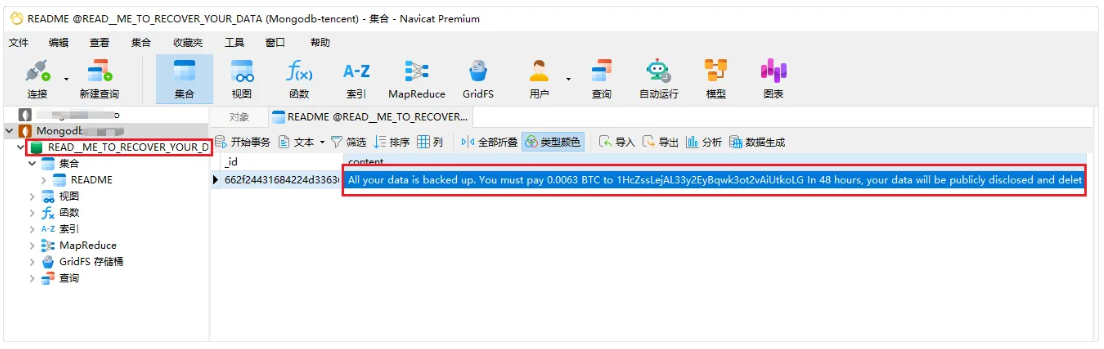 README @READ__ME_TO_RECOVER_YOUR_DATA (Mongodb-tencent) - 集合 - Navicat Premium
文件 编辑 查看 集合 收藏夹 工具 窗口 帮助
连接 新建查询 集合 视图 f(x) 函数 A-Z 索引 MapReduce GridFS 用户 查询 自动运行 模型 图表
对象 README @READ__ME_TO_RECOVER...
Mongodb
开始事务 文本 筛选 排序 列 全部折叠 类型颜色 导入 导出 分析 数据生成
READ__ME_TO_RECOVER_YOUR_D
_id content
集合
662f24431684224d3363 All your data is backed up. You must pay 0.0063 BTC to 1HcZssLejAL33y2EyBqwk3ot2vAiUtkoLG In 48 hours, your data will be publicly disclosed and delet
README
视图
f(x) 函数
A-Z 索引
MapReduce
GridFS 存储桶
查询